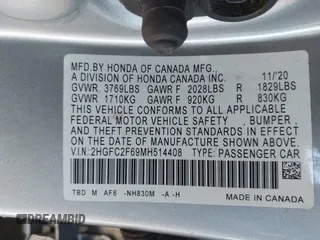 MFD.BY HONDA OF CANADA MFG.,
A DIVISION OF HONDA CANADA INC. 11/20
GVWR 3769LBS GAWR F 2028LBS R 1829LBS
GVWR 1710KG GAWR F 920KG R 830KG
THIS VEHICLE CONFORMS TO ALL APPLICABLE
FEDERAL MOTOR VEHICLE SAFETY, BUMPER, AND
THEFT PREVENTION STANDARDS IN EFFECT ON THE
DATE OF MANUFACTURE SHOWN ABOVE.
V.I.N:2HGFC2F69MH514408 TYPE:PASSENGER CAR
TBD M AF6 -NH830M -A -H
MADE IN CANADA
© DREAMBID